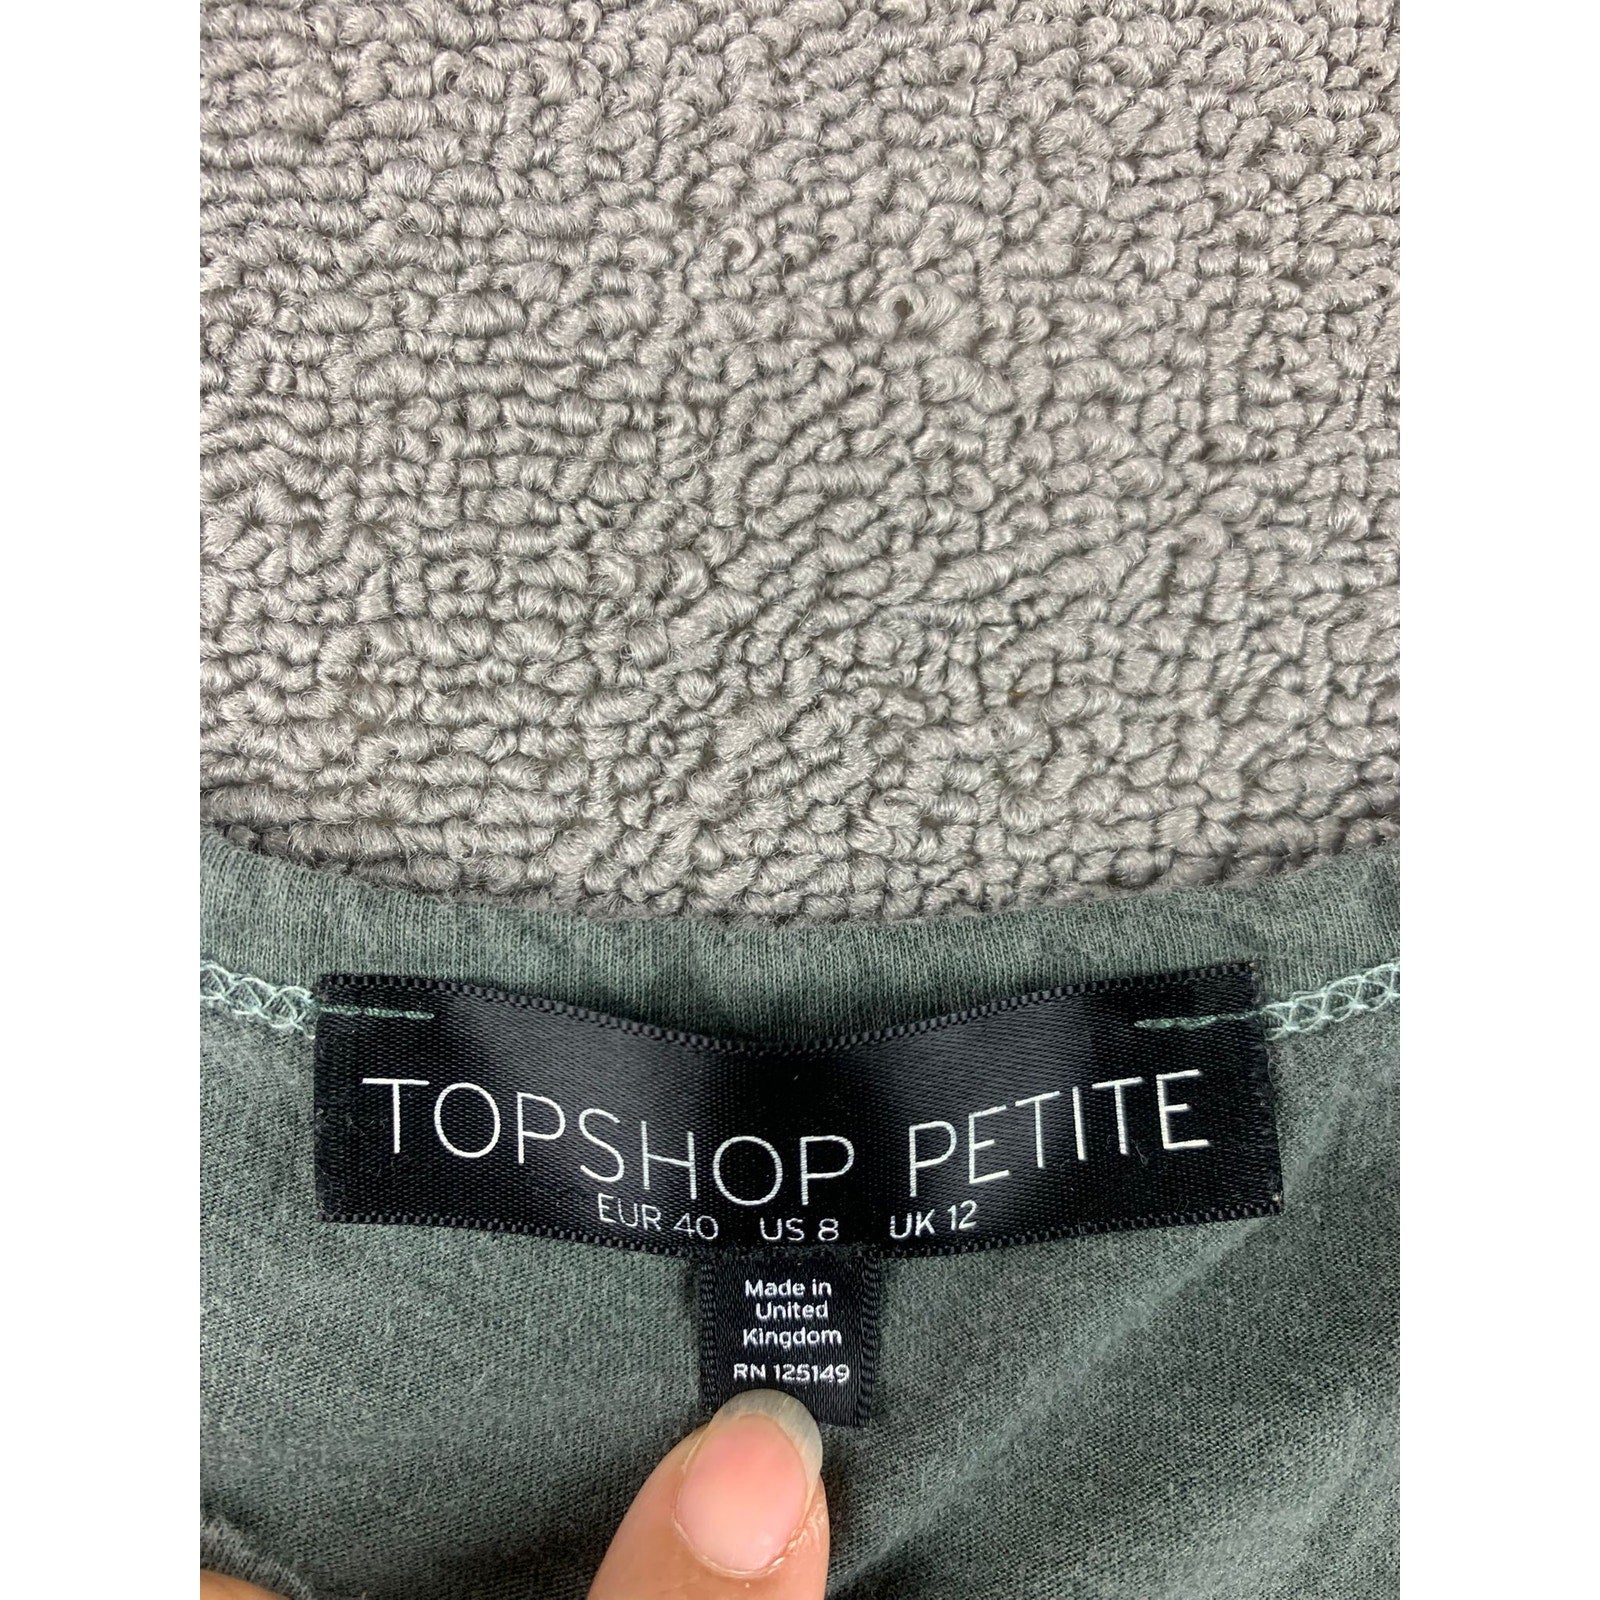 TOPSHOP PETITE
EUR 40 US 8 UK 12
Made in
United
Kingdom
RN 125149